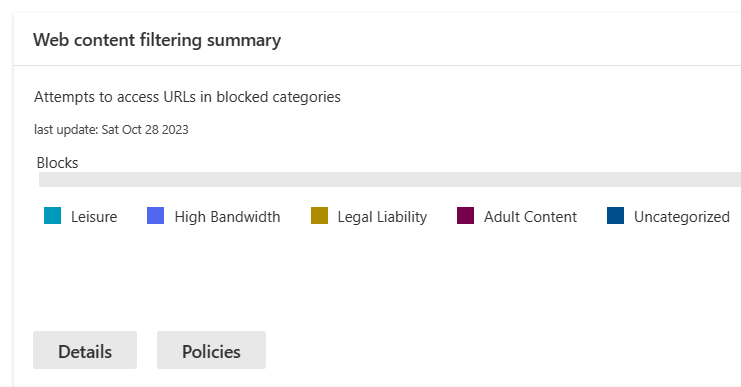 Web content filtering summary
Attempts to access URLs in blocked categories
last update: Sat Oct 28 2023
Blocks
Leisure High Bandwidth Legal Liability Adult Content Uncategorized
Details Policies